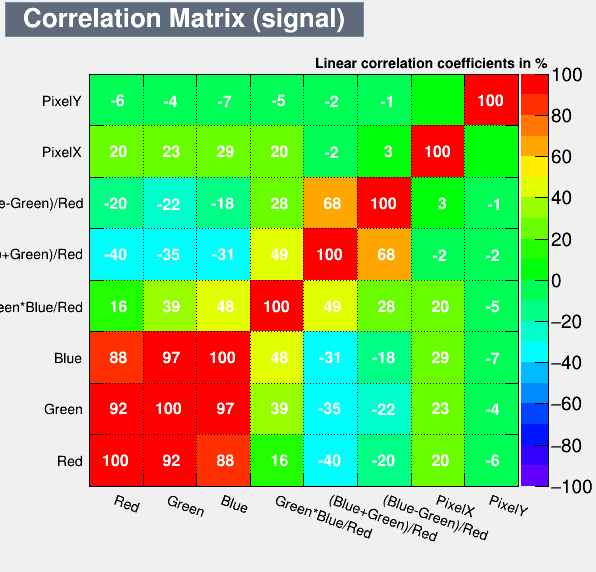 Correlation Matrix (signal)
Linear correlation coefficients in %
PixelY -6 -4 -7 -5 -2 -1 100
PixelX 20 23 29 20 -2 3 100
e-Green)/Red -20 -22 -18 28 68 100 3 -1
+Green)/Red -40 -35 -31 49 100 68 -2 -2
een*Blue/Red 16 39 48 100 49 28 20 -5
Blue 88 97 100 48 -31 -18 29 -7
Green 92 100 97 39 -35 -22 23 -4
Red 100 92 88 16 -40 -20 20 -6
Red Green Blue Green*Blue/Red (Blue+Green)/Red (Blue-Green)/Red PixelX PixelY
100
80
60
40
20
0
−20
−40
−60
−80
−100